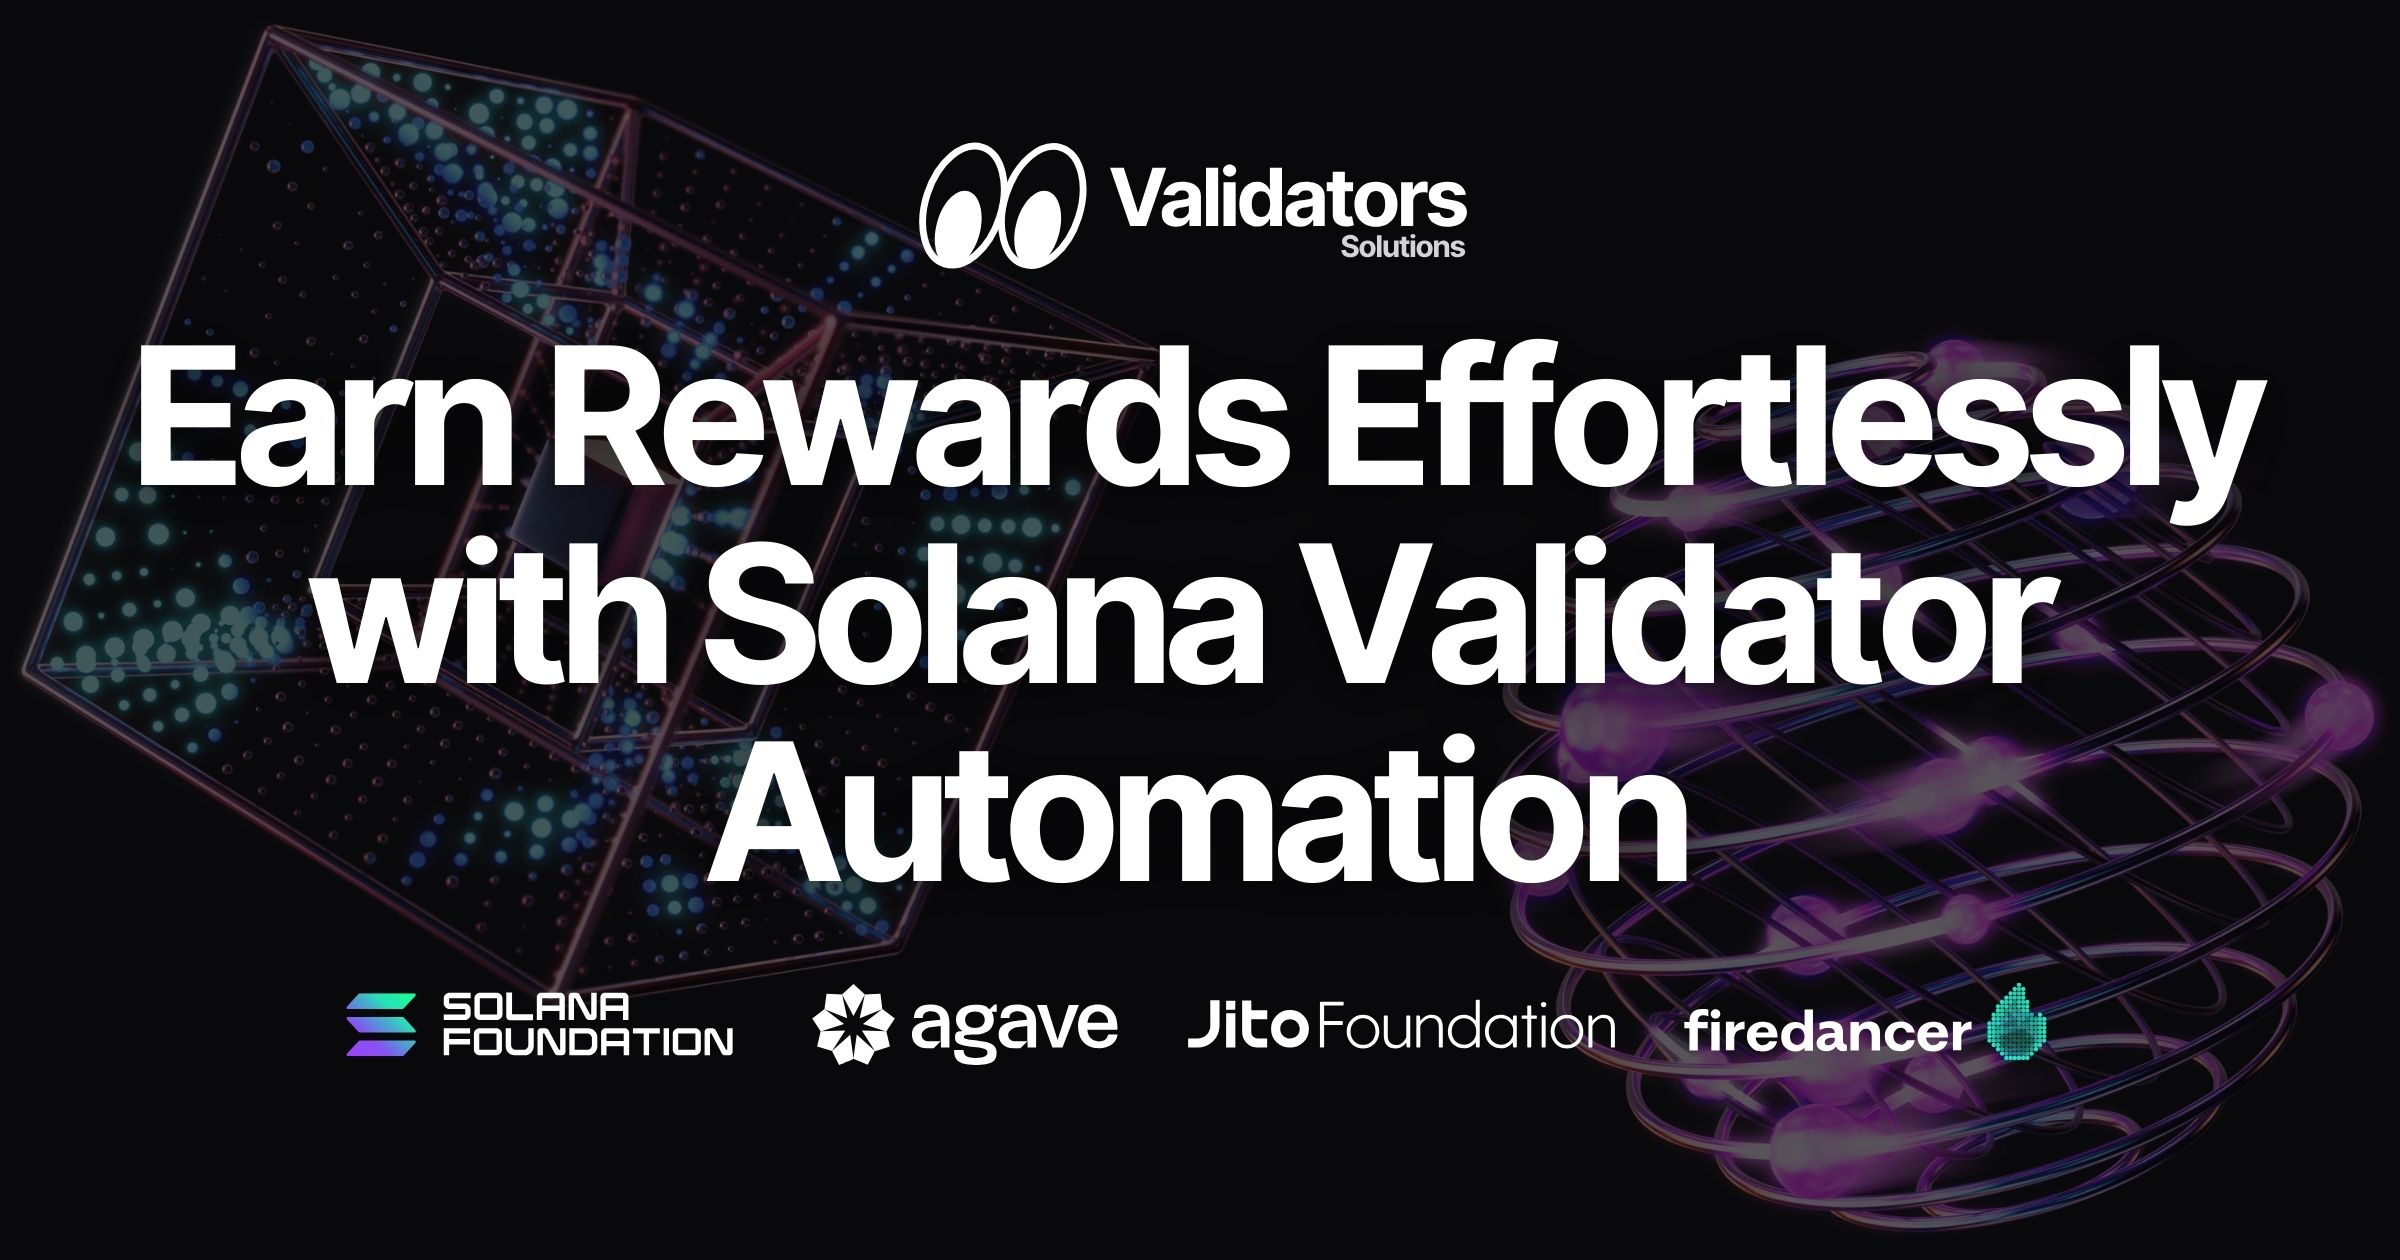 Validators
Solutions
Earn Rewards Effortlessly
with Solana Validator
Automation
SOLANA
FOUNDATION
agave
Jito Foundation
firedancer